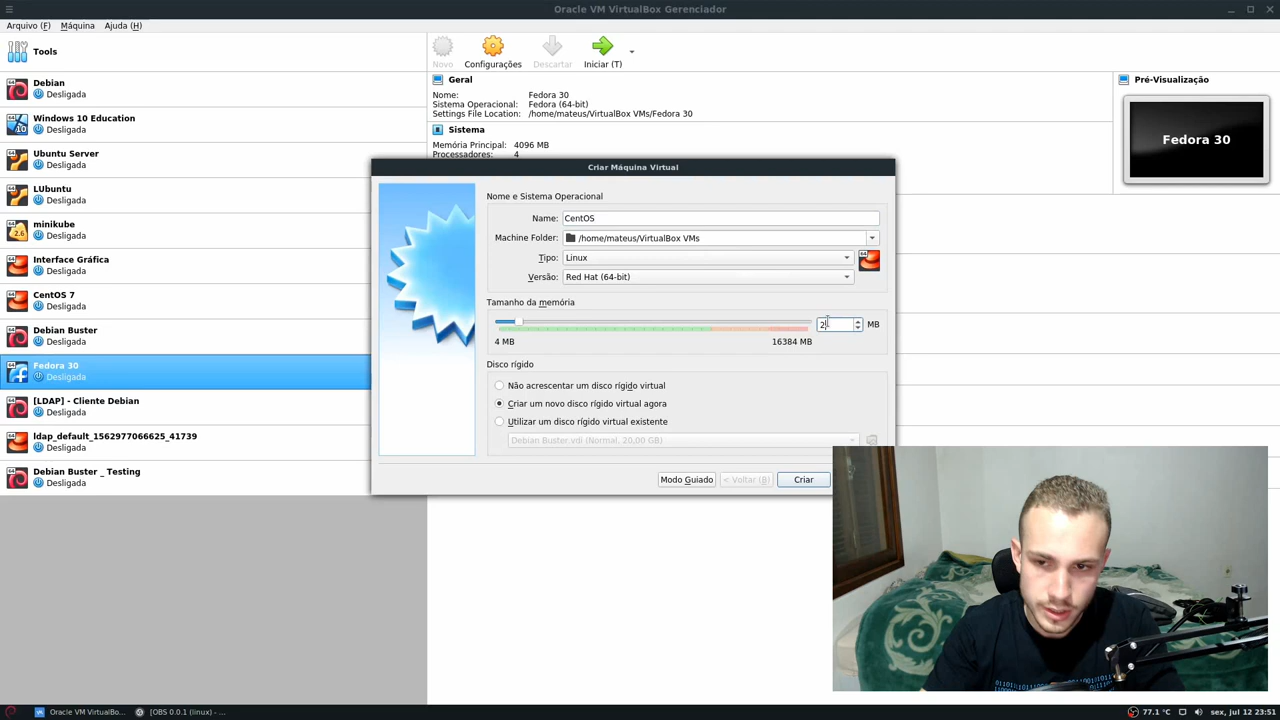 Oracle VM VirtualBox Gerenciador
Arquivo (F) Máquina Ajuda (H)
Tools
Novo Configurações Descartar Iniciar (T)
Debian
Desligada
Windows 10 Education
Desligada
Ubuntu Server
Desligada
LUbuntu
Desligada
minikube
Desligada
Interface Gráfica
Desligada
CentOS 7
Desligada
Debian Buster
Desligada
Fedora 30
Desligada
[LDAP] - Cliente Debian
Desligada
ldap_default_1562977066625_41739
Desligada
Debian Buster _ Testing
Desligada
Geral
Nome: Fedora 30
Sistema Operacional: Fedora (64-bit)
Settings File Location: /home/mateus/VirtualBox VMs/Fedora 30
Sistema
Memória Principal: 4096 MB
Processadores: 4
Pré-Visualização
Fedora 30
Criar Máquina Virtual
Nome e Sistema Operacional
Name: CentOS
Machine Folder: /home/mateus/VirtualBox VMs
Tipo: Linux
Versão: Red Hat (64-bit)
Tamanho da memória
2 MB
4 MB 16384 MB
Disco rígido
Não acrescentar um disco rígido virtual
Criar um novo disco rígido virtual agora
Utilizar um disco rígido virtual existente
Debian Buster.vdi (Normal, 20,00 GB)
Modo Guiado < Voltar (B) Criar
Oracle VM VirtualBo... [OBS 0.0.1 (linux) - ... 77.1 °C sex, jul 12 23:51